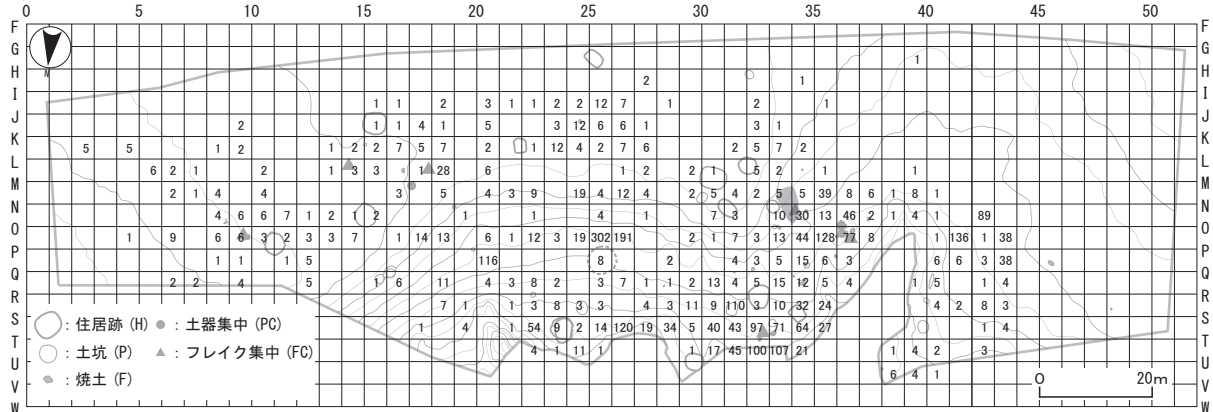 0 5 10 15 20 25 30 35 40 45 50
F F
G 1 G
H 2 1 H
I 1 1 2 3 1 1 2 2 12 7 1 2 1 I
J 2 1 1 4 1 5 3 12 6 6 1 3 1 J
K 5 5 1 2 1 2 2 7 5 7 2 1 12 4 2 7 6 2 5 7 2 K
L 6 2 1 2 1 3 3 1 28 6 1 2 2 1 5 2 1 1 L
M 2 1 4 4 3 5 4 3 9 19 4 12 4 2 5 4 2 5 5 39 8 6 1 8 1 M
N 4 6 6 7 1 2 1 2 1 1 4 1 7 3 10 30 13 46 2 1 4 1 89 N
O 1 9 6 6 3 2 3 3 7 1 14 13 6 1 12 3 19 302 191 2 1 7 3 13 44 128 77 8 1 136 1 38 O
P 1 1 1 5 116 8 2 4 3 5 15 6 3 6 6 3 38 P
Q 2 2 4 5 1 6 11 4 3 8 2 3 7 1 1 2 13 4 5 15 12 5 4 1 5 1 4 Q
R 7 1 1 3 8 3 3 4 3 11 9 110 3 10 32 24 4 2 8 3 R
S 1 4 1 54 9 2 14 120 19 34 5 40 43 97 71 64 27 1 4 S
T 4 1 11 1 1 17 45 100 107 21 1 4 2 3 T
U 6 4 1 U
V V
W W
N
：住居跡 (H) ：土器集中 (PC)
：土坑 (P) ：フレイク集中 (FC)
：焼土 (F)
0 20m